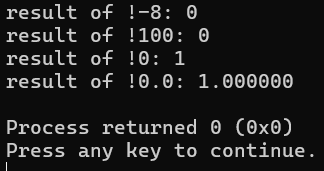 result of !-8: 0
result of !100: 0
result of !0: 1
result of !0.0: 1.000000
Process returned 0 (0x0)
Press any key to continue.